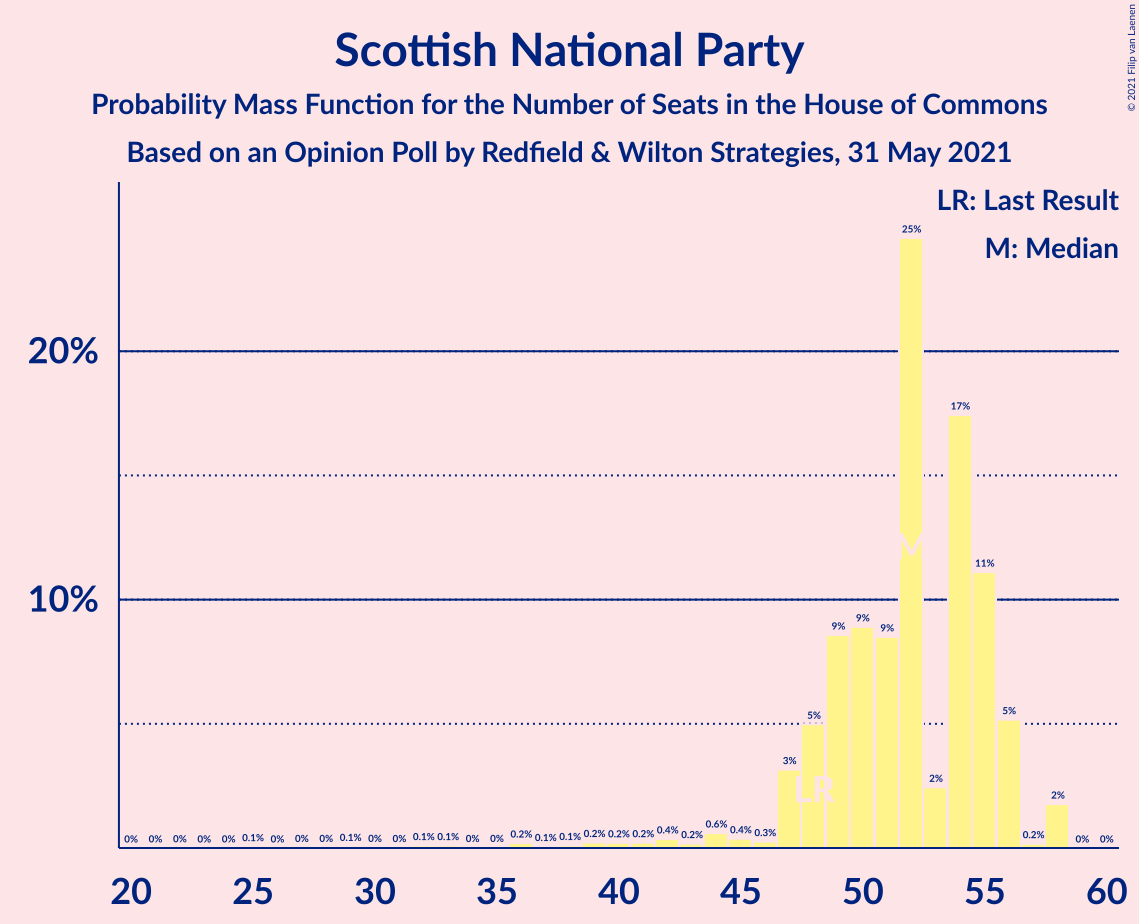 Scottish National Party
Probability Mass Function for the Number of Seats in the House of Commons
Based on an Opinion Poll by Redfield & Wilton Strategies, 31 May 2021
© 2021 Filip van Laenen
LR: Last Result
M: Median
20%
10%
0% 0% 0% 0% 0% 0.1% 0% 0% 0% 0.1% 0% 0% 0.1% 0.1% 0% 0% 0.2% 0.1% 0.1% 0.2% 0.2% 0.2% 0.4% 0.2% 0.6% 0.4% 0.3% 3% 5% 9% 9% 9% 25% 2% 17% 11% 5% 0.2% 2% 0% 0%
LR
M
20 25 30 35 40 45 50 55 60